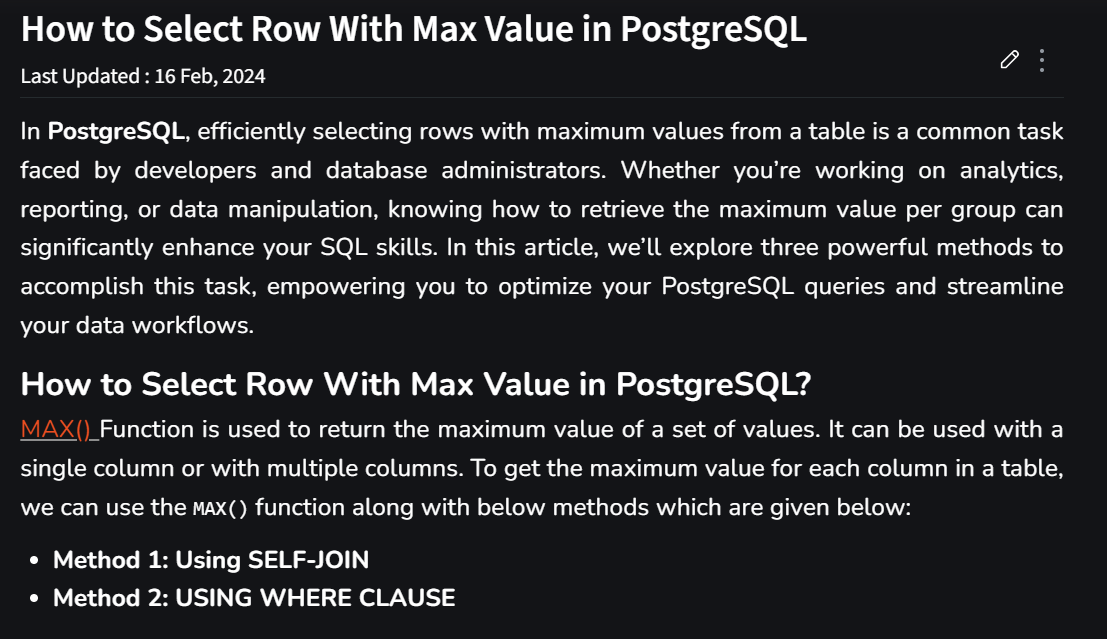 How to Select Row With Max Value in PostgreSQL
Last Updated : 16 Feb, 2024
In PostgreSQL, efficiently selecting rows with maximum values from a table is a common task
faced by developers and database administrators. Whether you’re working on analytics,
reporting, or data manipulation, knowing how to retrieve the maximum value per group can
significantly enhance your SQL skills. In this article, we’ll explore three powerful methods to
accomplish this task, empowering you to optimize your PostgreSQL queries and streamline
your data workflows.
How to Select Row With Max Value in PostgreSQL?
MAX() Function is used to return the maximum value of a set of values. It can be used with a
single column or with multiple columns. To get the maximum value for each column in a table,
we can use the MAX() function along with below methods which are given below:
• Method 1: Using SELF-JOIN
• Method 2: USING WHERE CLAUSE